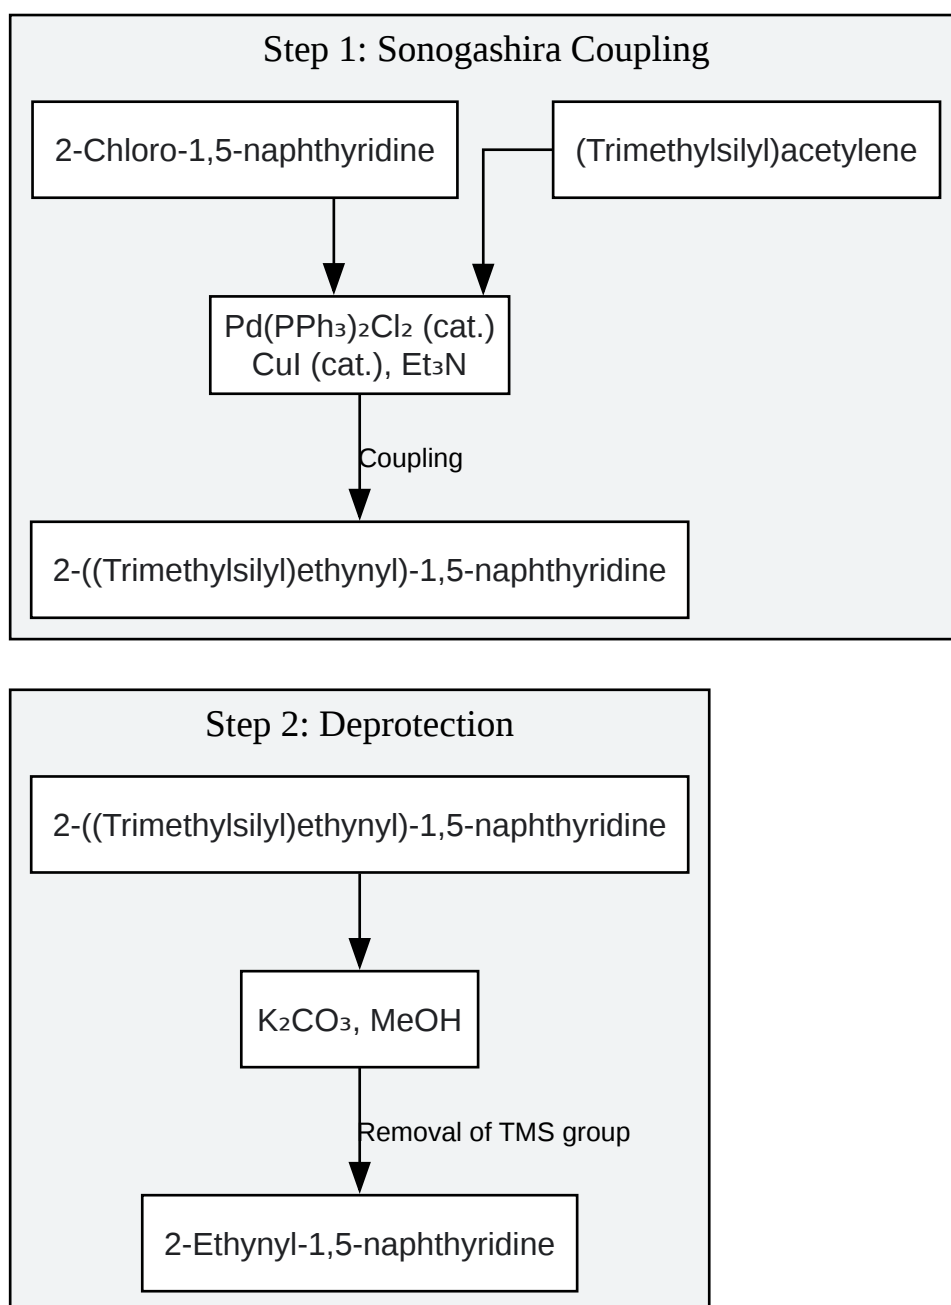 Step 1: Sonogashira Coupling
2-Chloro-1,5-naphthyridine
(Trimethylsilyl)acetylene
Pd(PPh₃)₂Cl₂ (cat.)
CuI (cat.), Et₃N
Coupling
2-((Trimethylsilyl)ethynyl)-1,5-naphthyridine
Step 2: Deprotection
2-((Trimethylsilyl)ethynyl)-1,5-naphthyridine
K₂CO₃, MeOH
Removal of TMS group
2-Ethynyl-1,5-naphthyridine